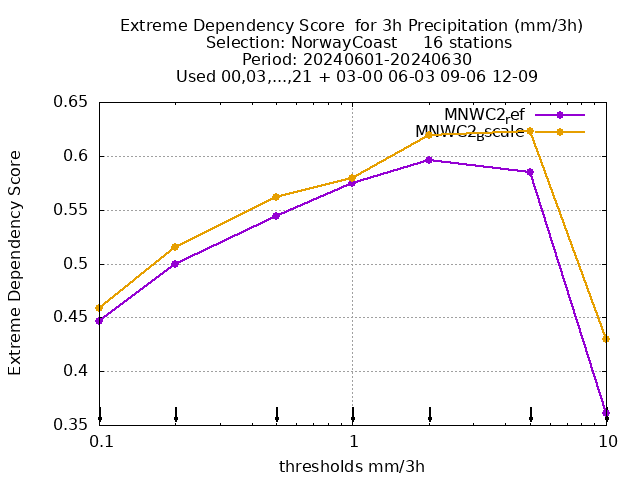 Extreme Dependency Score  for 3h Precipitation (mm/3h)
Selection: NorwayCoast     16 stations
Period: 20240601-20240630
Used 00,03,...,21 + 03-00 06-03 09-06 12-09
MNWC2ref
MNWC2Bscale
Extreme Dependency Score
0.65
0.6
0.55
0.5
0.45
0.4
0.35
0.1
1
10
thresholds mm/3h